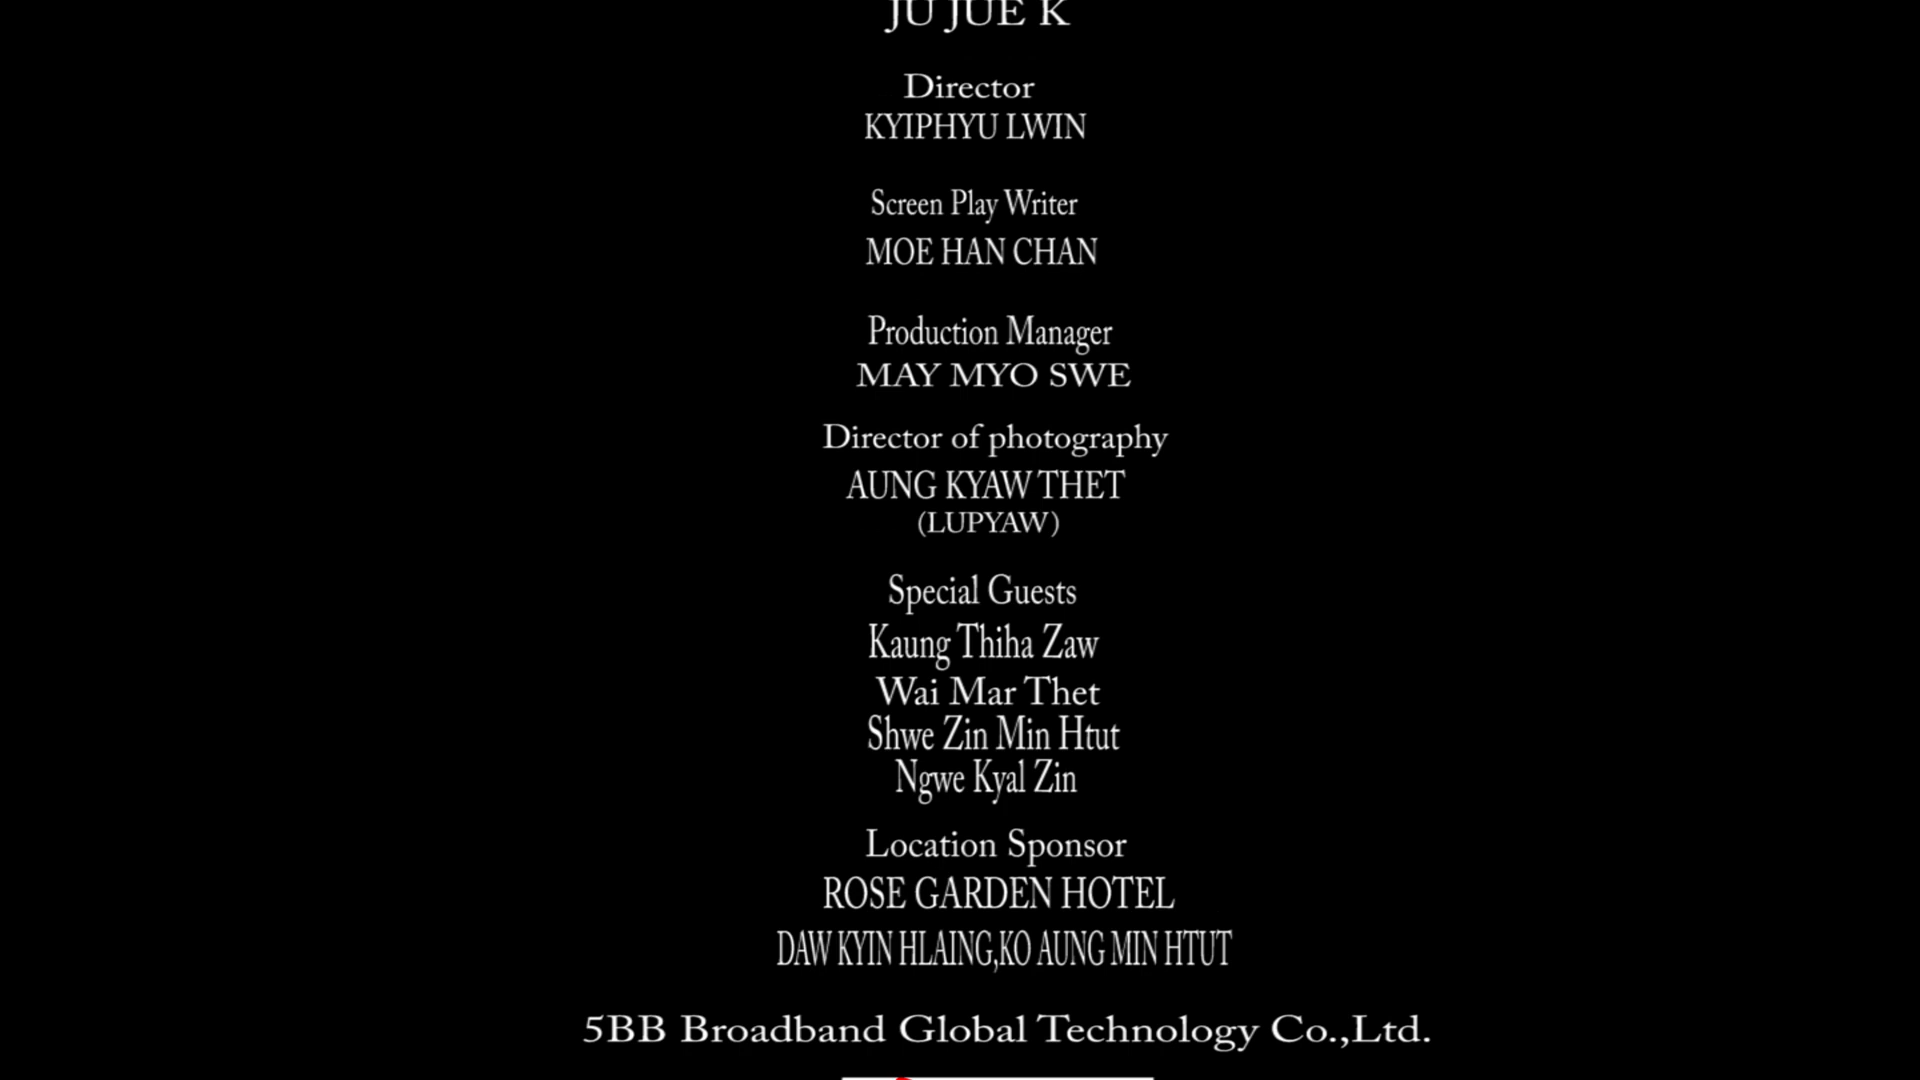 JU JUE K
Director
KYIPHYU LWIN
Screen Play Writer
MOE HAN CHAN
Production Manager
MAY MYO SWE
Director of photography
AUNG KYAW THET
(LUPYAW)
Special Guests
Kaung Thiha Zaw
Wai Mar Thet
Shwe Zin Min Htut
Ngwe Kyal Zin
Location Sponsor
ROSE GARDEN HOTEL
DAW KYIN HLAING,KO AUNG MIN HTUT
5BB Broadband Global Technology Co.,Ltd.